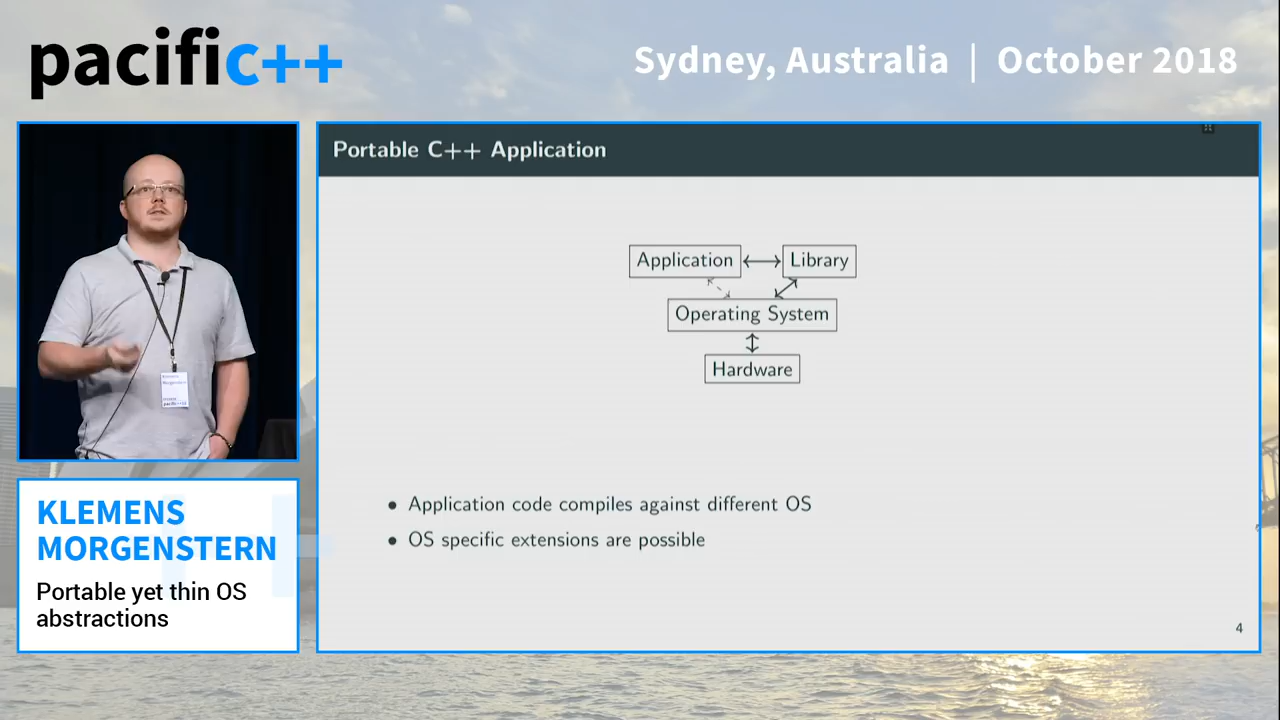 pacific++
Sydney, Australia | October 2018
Portable C++ Application
Application
Library
Operating System
Hardware
• Application code compiles against different OS
• OS specific extensions are possible
4
KLEMENS
MORGENSTERN
Portable yet thin OS
abstractions